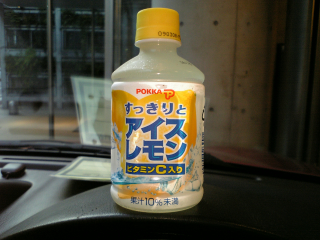 POKKA
すっきりと
アイス
レモン
ビタミンC入り
果汁10%未満